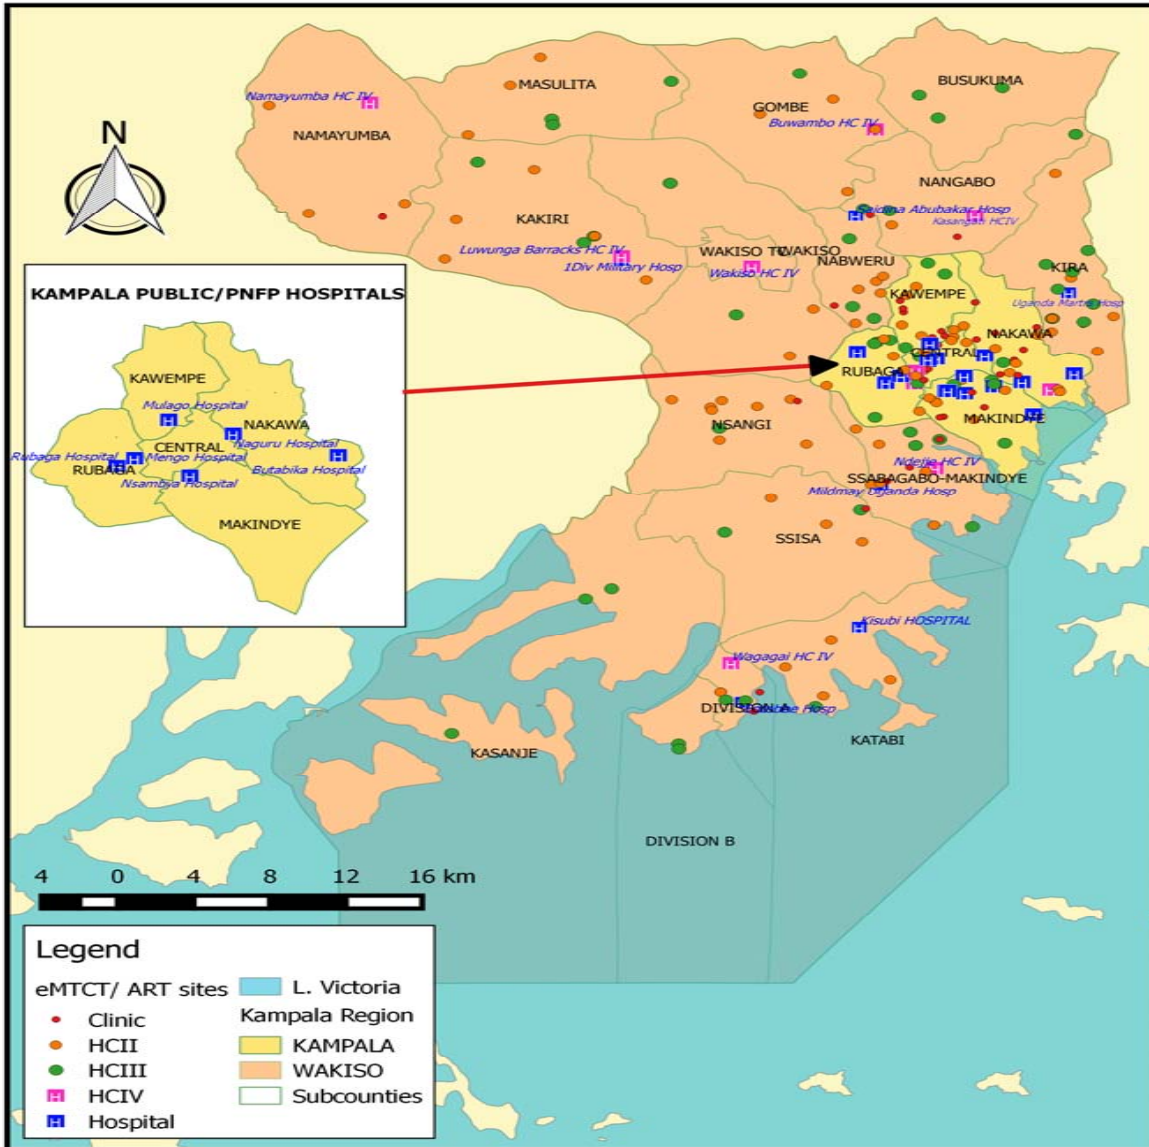 MASULITA
BUSUKUMA
Namayumba HC IV
GOMBE
N
Buwambo HC IV
NAMAYUMBA
NANGABO
Saidina Abubakar Hosp
KAKIRI
Kasangati HCIV
Luwunga Barracks HC IV
WAKISO TC
WAKISO
NABWERU
1Div Military Hosp
Wakiso HC IV
KIRA
KAMPALA PUBLIC/PNFP HOSPITALS
KAWEMPE
Uganda Martrs Hosp
NAKAWA
CENTRAL
RUBAGA
KAWEMPE
Mulago Hospital
NAKAWA
MAKINDYE
NSANGI
CENTRAL
Naguru Hospital
Rubaga Hospital
Mengo Hospital
RUBAGA
Butabika Hospital
Nsambya Hospital
Ndejje HC IV
SSABAGABO-MAKINDYE
Mildmay Uganda Hosp
MAKINDYE
SSISA
Kisubi HOSPITAL
Wagagai HC IV
DIVISION A
Hosp
KATABI
KASANJE
DIVISION B
4 0 4 8 12 16 km
Legend
eMTCT/ ART sites
Clinic
HCII
HCIII
HCIV
Hospital
L. Victoria
Kampala Region
KAMPALA
WAKISO
Subcounties